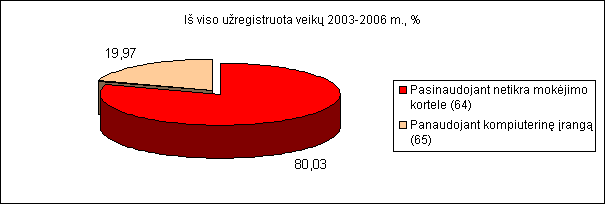 Iš viso užregistruota veikų 2003-2006 m., %
19,97
80,03
Pasinaudojant netikra mokėjimo
kortele (64)
Panaudojant kompiuterinę įrangą
(65)